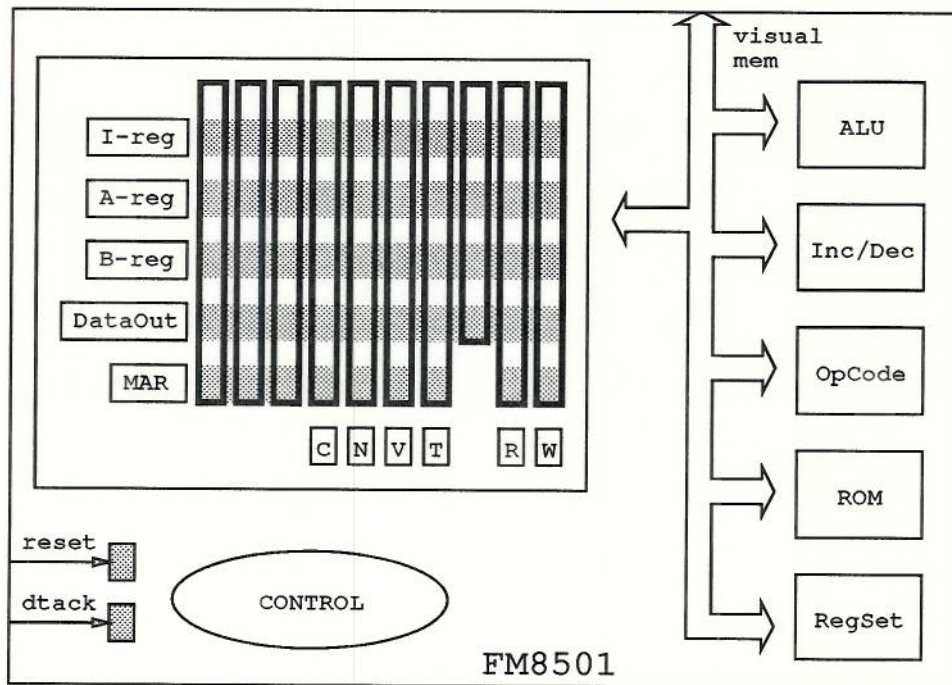 visual
mem
I-reg
A-reg
B-reg
DataOut
MAR
C N V T R W
ALU
Inc/Dec
OpCode
ROM
RegSet
reset
dtack
CONTROL
FM8501